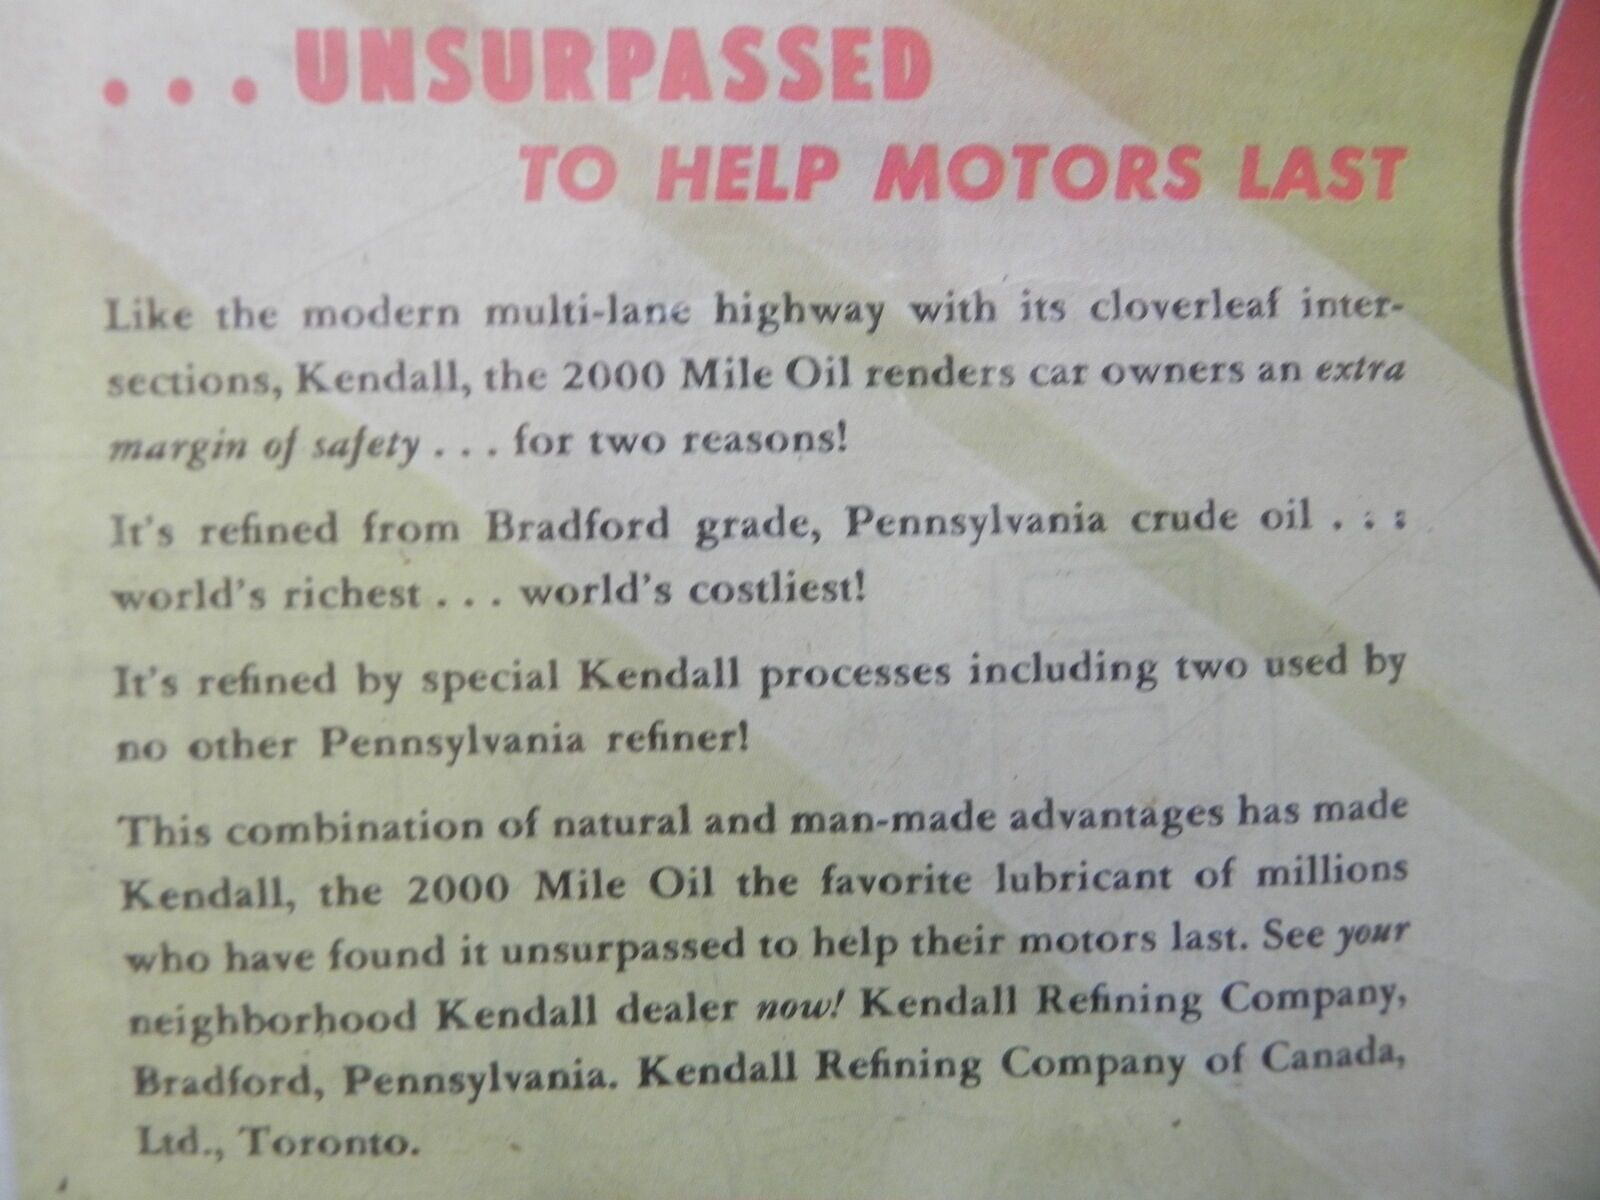 ... UNSURPASSED
TO HELP MOTORS LAST
Like the modern multi-lane highway with its cloverleaf inter-
sections, Kendall, the 2000 Mile Oil renders car owners an extra
margin of safety . . . for two reasons!
It's refined from Bradford grade, Pennsylvania crude oil . . .
world's richest . . . world's costliest!
It's refined by special Kendall processes including two used by
no other Pennsylvania refiner!
This combination of natural and man-made advantages has made
Kendall, the 2000 Mile Oil the favorite lubricant of millions
who have found it unsurpassed to help their motors last. See your
neighborhood Kendall dealer now! Kendall Refining Company,
Bradford, Pennsylvania. Kendall Refining Company of Canada,
Ltd., Toronto.